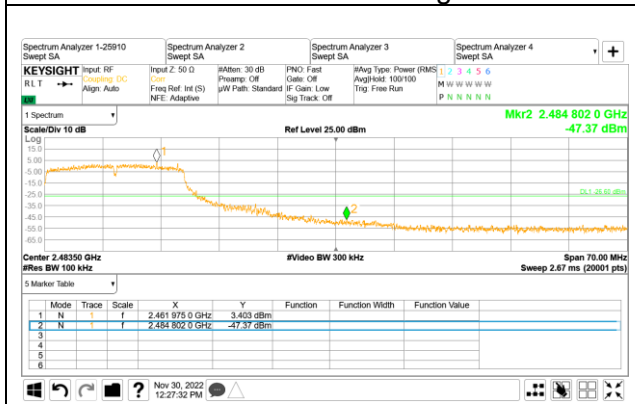 Spectrum Analyzer 1-25910
Swept SA
Spectrum Analyzer 2
Swept SA
Spectrum Analyzer 3
Swept SA
Spectrum Analyzer 4
Swept SA
KEYSIGHT
RLT
Input: RF
Coupling: DC
Align: Auto
Input Z: 50 Ω
Corr
Freq Ref: Int (S)
NFE: Adaptive
#Atten: 30 dB
Preamp: Off
µW Path: Standard
PNO: Fast
Gate: Off
IF Gain: Low
Sig Track: Off
#Avg Type: Power (RMS
Avg|Hold: 100/100
Trig: Free Run
1 2 3 4 5 6
M W W W W W
P N N N N N
1 Spectrum
Scale/Div 10 dB
Ref Level 25.00 dBm
Mkr2 2.484 802 0 GHz
-47.37 dBm
Log
15.0
5.00
-5.00
-15.0
-25.0
-35.0
-45.0
-55.0
-65.0
1
2
Center 2.48350 GHz
#Res BW 100 kHz
#Video BW 300 kHz
Span 70.00 MHz
Sweep 2.67 ms (20001 pts)
5 Marker Table
Mode Trace Scale X Y Function Function Width Function Value
1 N 1 f 2.461 975 0 GHz 3.403 dBm
2 N 1 f 2.484 802 0 GHz -47.37 dBm
3
4
5
6
Nov 30, 2022
12:27:32 PM